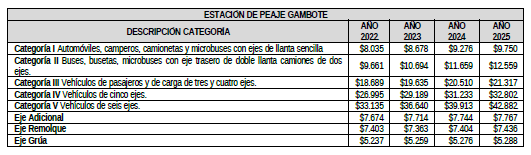 ESTACIÓN DE PEAJE GAMBOTE
DESCRIPCIÓN CATEGORÍA AÑO 2022 AÑO 2023 AÑO 2024 AÑO 2025
Categoría I Automóviles, camperos, camionetas y microbuses con ejes de llanta sencilla $8.035 $8.678 $9.276 $9.750
Categoría II Buses, busetas, microbuses con eje trasero de doble llanta camiones de dos ejes. $9.661 $10.694 $11.659 $12.559
Categoría III Vehículos de pasajeros y de carga de tres y cuatro ejes. $18.689 $19.635 $20.510 $21.317
Categoría IV Vehículos de cinco ejes. $26.995 $29.189 $31.233 $32.802
Categoría V Vehículos de seis ejes. $33.135 $36.640 $39.913 $42.882
Eje Adicional $7.674 $7.714 $7.744 $7.767
Eje Remolque $7.403 $7.363 $7.404 $7.436
Eje Grúa $5.237 $5.259 $5.276 $5.288